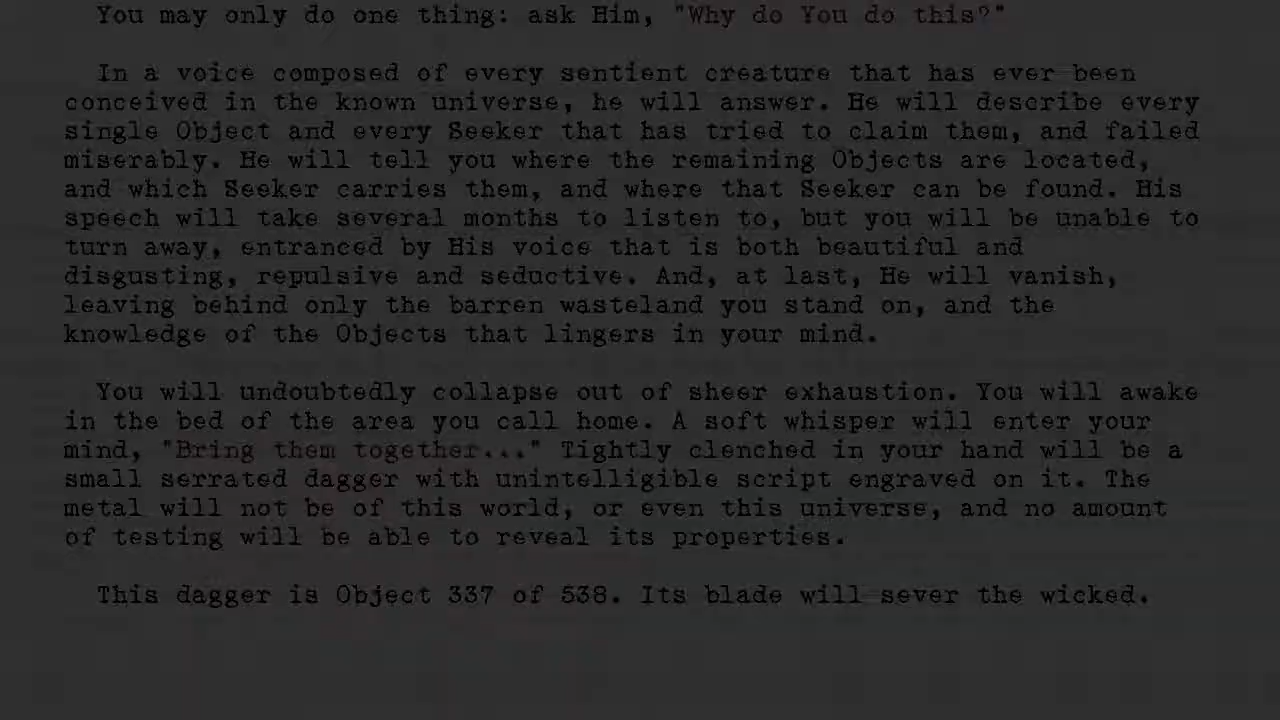 You may only do one thing: ask Him, "Why do You do this?"
In a voice composed of every sentient creature that has ever been
conceived in the known universe, he will answer. He will describe every
single Object and every Seeker that has tried to claim them, and failed
miserably. He will tell you where the remaining Objects are located,
and which Seeker carries them, and where that Seeker can be found. His
speech will take several months to listen to, but you will be unable to
turn away, entranced by His voice that is both beautiful and
disgusting, repulsive and seductive. And, at last, He will vanish,
leaving behind only the barren wasteland you stand on, and the
knowledge of the Objects that lingers in your mind.
You will undoubtedly collapse out of sheer exhaustion. You will awake
in the bed of the area you call home. A soft whisper will enter your
mind, "Bring them together..." Tightly clenched in your hand will be a
small serrated dagger with unintelligible script engraved on it. The
metal will not be of this world, or even this universe, and no amount
of testing will be able to reveal its properties.
This dagger is Object 337 of 538. Its blade will sever the wicked.